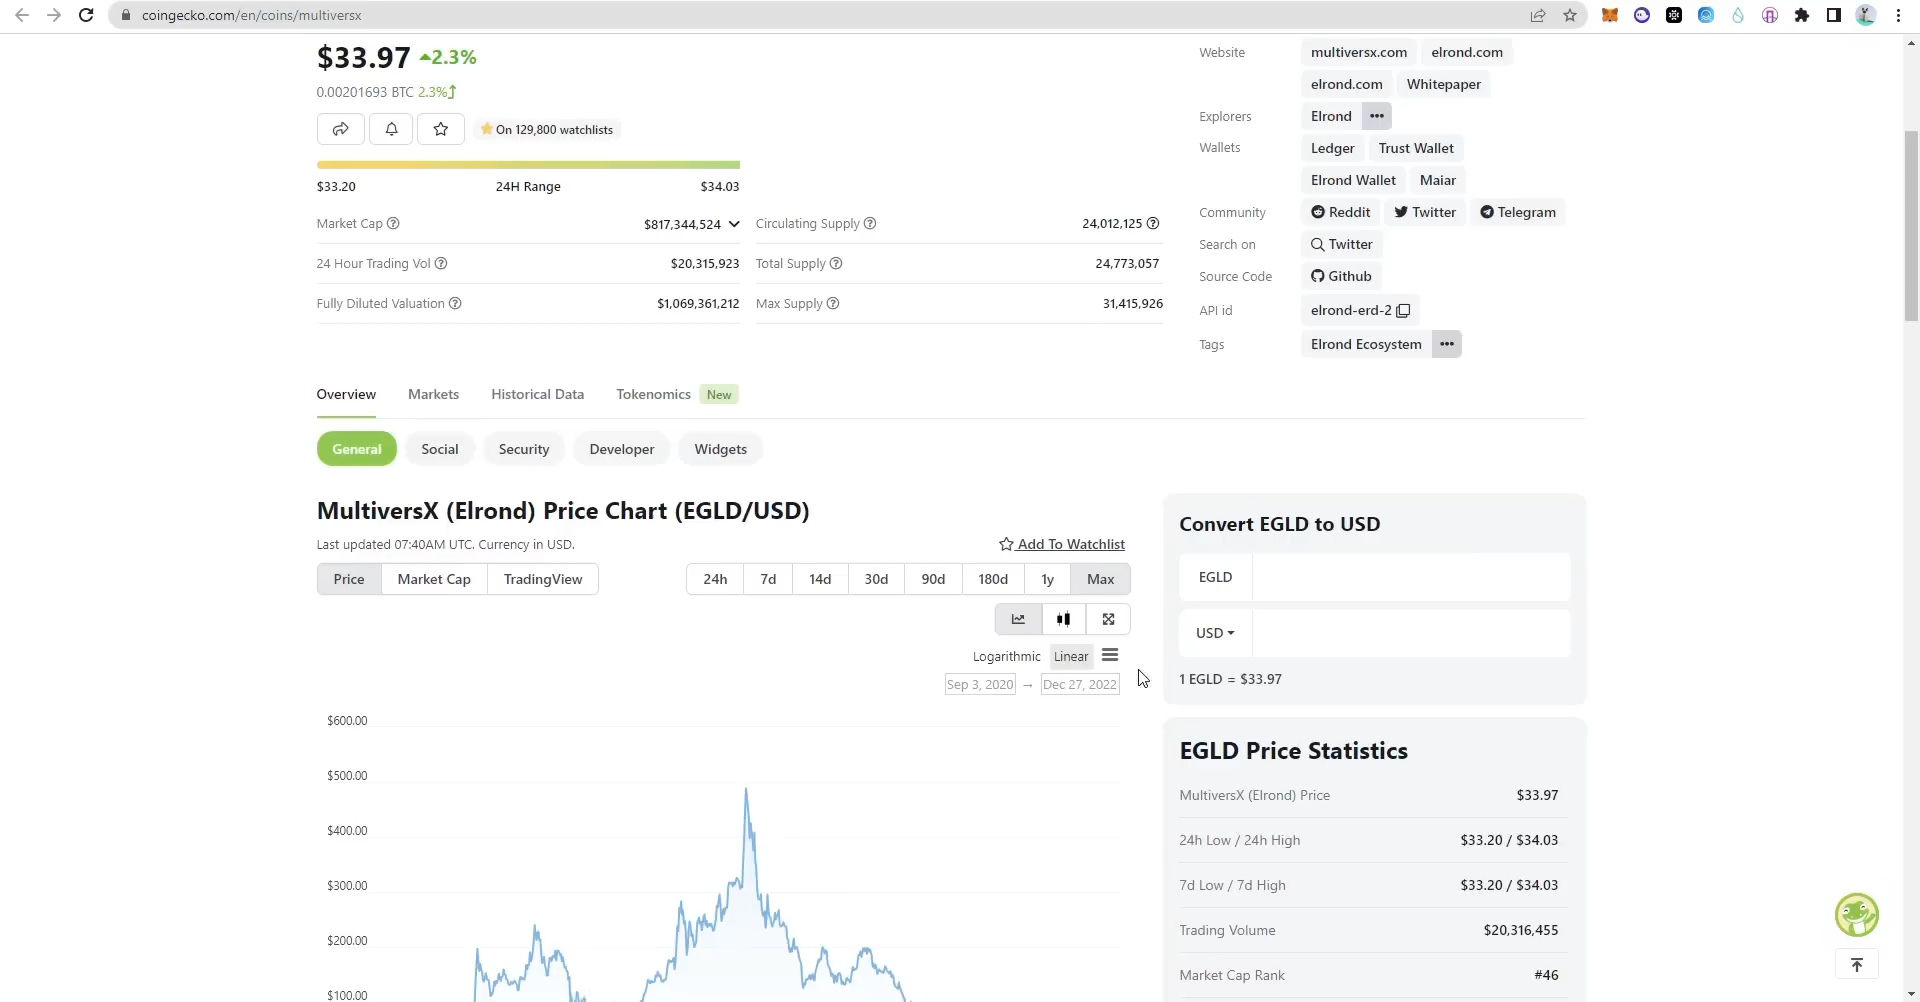 coingecko.com/en/coins/multiversx
$33.97 2.3%
0.00201693 BTC 2.3%
On 129,800 watchlists
$33.20 24H Range $34.03
Market Cap $817,344,524
24 Hour Trading Vol $20,315,923
Fully Diluted Valuation $1,069,361,212
Circulating Supply 24,012,125
Total Supply 24,773,057
Max Supply 31,415,926
Website multiversx.com elrond.com
elrond.com Whitepaper
Explorers Elrond •••
Wallets Ledger Trust Wallet
Elrond Wallet Maiar
Community Reddit Twitter Telegram
Search on Twitter
Source Code Github
API id elrond-erd-2
Tags Elrond Ecosystem •••
Overview Markets Historical Data Tokenomics New
General Social Security Developer Widgets
MultiversX (Elrond) Price Chart (EGLD/USD)
Last updated 07:40AM UTC. Currency in USD.
Add To Watchlist
Price Market Cap TradingView
24h 7d 14d 30d 90d 180d 1y Max
Logarithmic Linear
Sep 3, 2020 → Dec 27, 2022
$600.00
$500.00
$400.00
$300.00
$200.00
$100.00
Convert EGLD to USD
EGLD
USD
1 EGLD = $33.97
EGLD Price Statistics
MultiversX (Elrond) Price $33.97
24h Low / 24h High $33.20 / $34.03
7d Low / 7d High $33.20 / $34.03
Trading Volume $20,316,455
Market Cap Rank #46